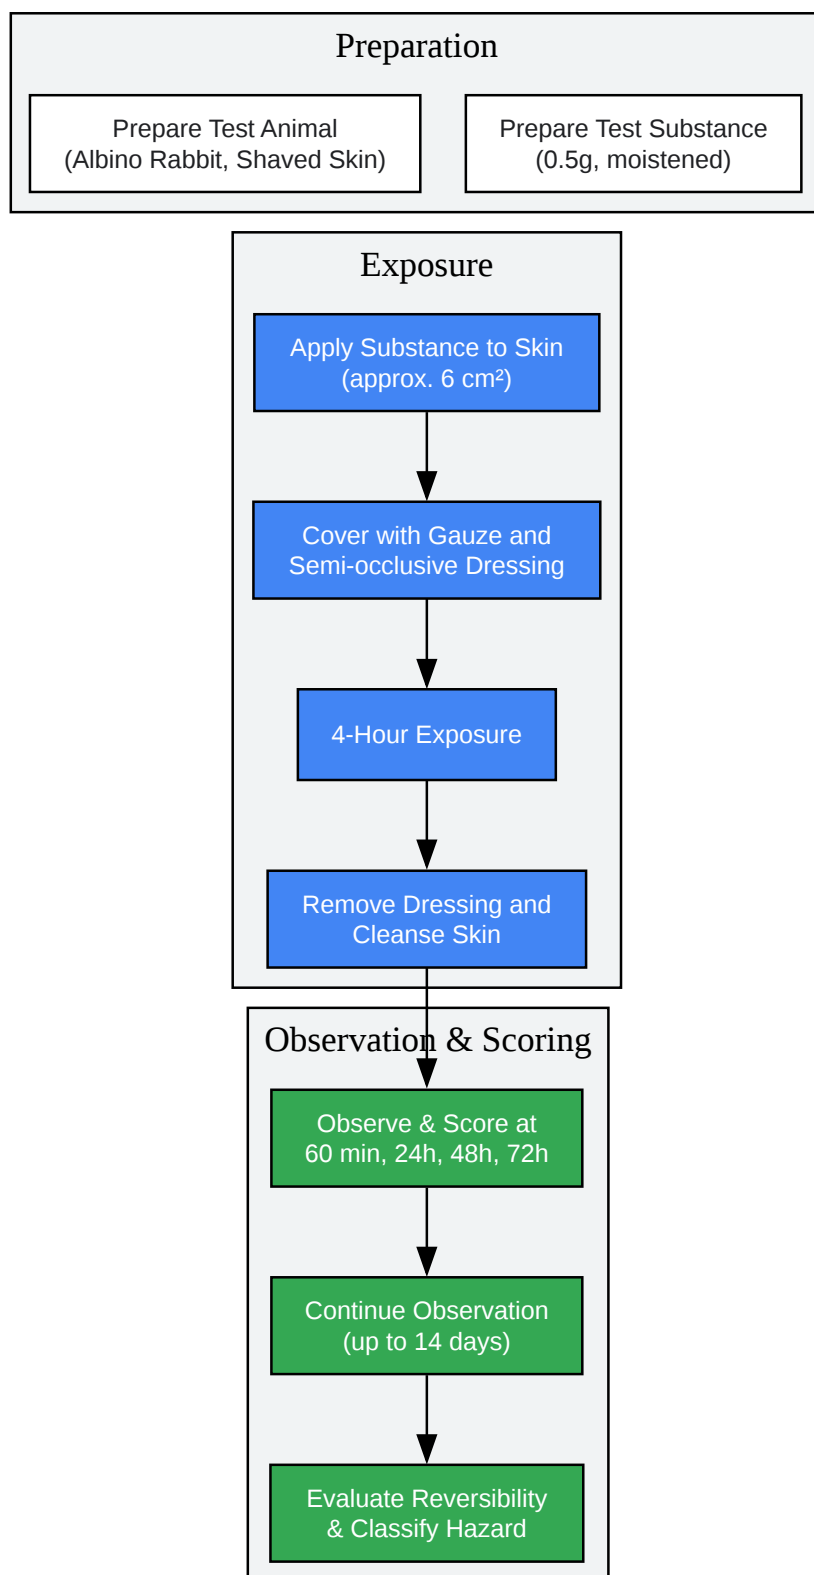 Preparation
Prepare Test Animal
(Albino Rabbit, Shaved Skin)
Prepare Test Substance
(0.5g, moistened)
Exposure
Apply Substance to Skin
(approx. 6 cm²)
Cover with Gauze and
Semi-occlusive Dressing
4-Hour Exposure
Remove Dressing and
Cleanse Skin
Observation & Scoring
Observe & Score at
60 min, 24h, 48h, 72h
Continue Observation
(up to 14 days)
Evaluate Reversibility
& Classify Hazard